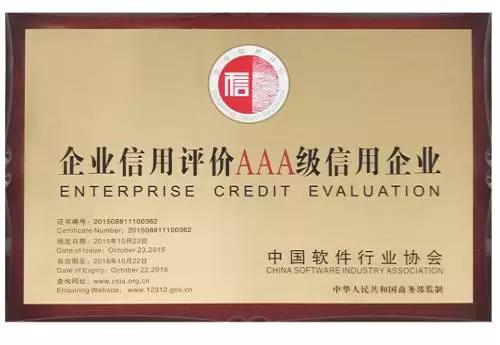 信
企业信用评价AAA级信用企业
ENTERPRISE CREDIT EVALUATION
证书编号：201508811100362
Certificate Number：201508811100362
颁发日期：2015年10月23日
Date of Issue：October 23,2015
有效期至：2018年10月22日
Date of Expiry：October 22,2018
查询网址：www.csia.org.cn
Enquiring Website：www.12312.gov.cn
中国软件行业协会
CHINA SOFTWARE INDUSTRY ASSOCIATION
中华人民共和国商务部监制